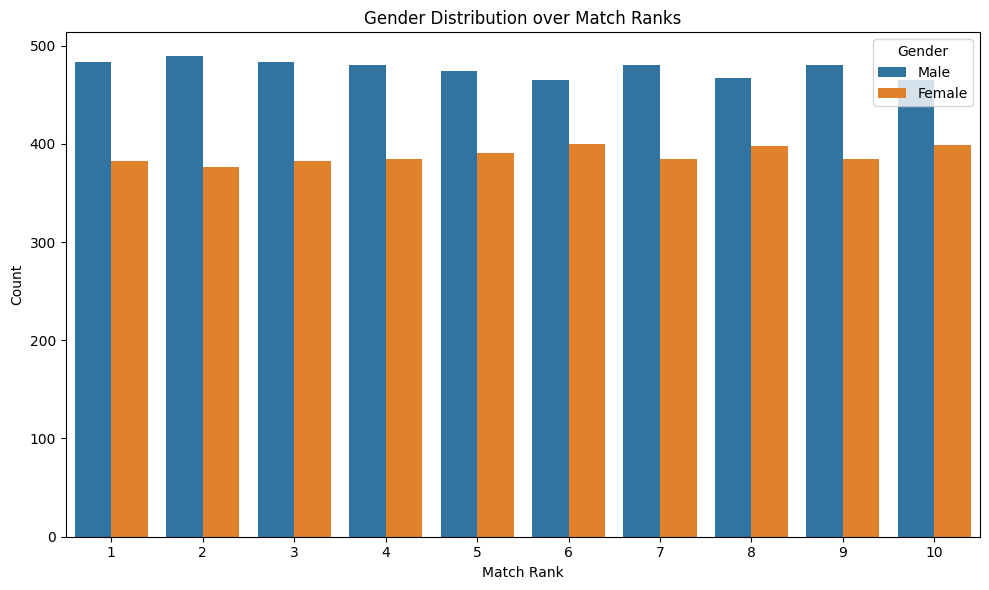 Gender Distribution over Match Ranks
Gender
Male
Female
500
400
300
200
100
0
Count
1 2 3 4 5 6 7 8 9 10
Match Rank